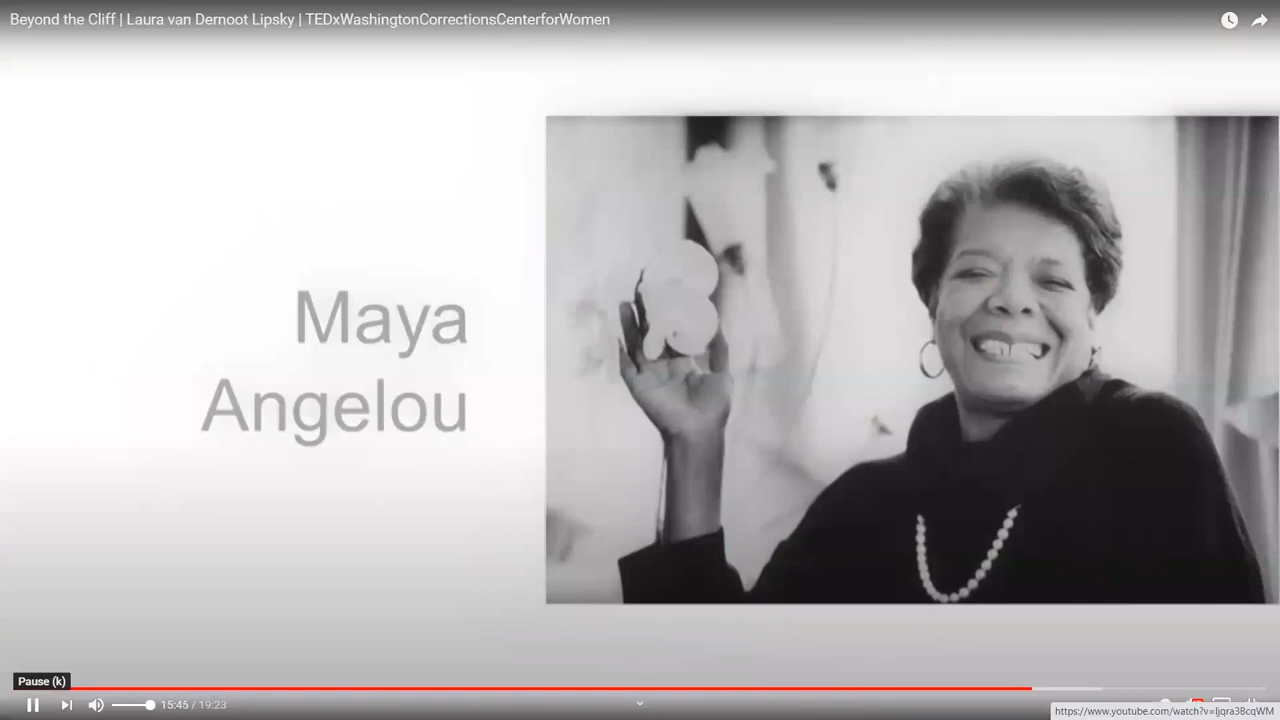 Beyond the Cliff | Laura van Dernoot Lipsky | TEDxWashingtonCorrectionsCenterforWomen
Maya
Angelou
Pause (k)
15:45 / 19:23
https://www.youtube.com/watch?v=Ijqra3BcqWM